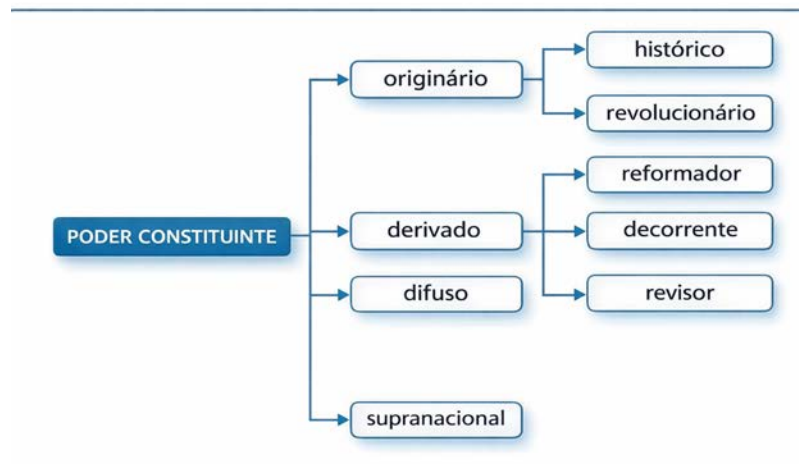 PODER CONSTITUINTE
originário
histórico
revolucionário
derivado
reformador
decorrente
revisor
difuso
supranacional